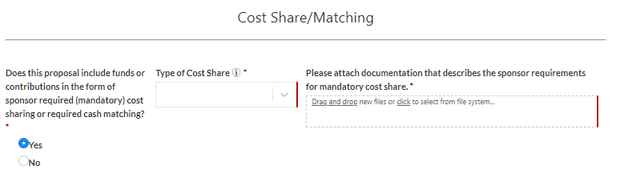 Cost Share/Matching
Does this proposal include funds or
contributions in the form of
sponsor required (mandatory) cost
sharing or required cash matching?
*
Yes
No
Type of Cost Share ⓘ *
Please attach documentation that describes the sponsor requirements
for mandatory cost share. *
Drag and drop new files or click to select from file system...